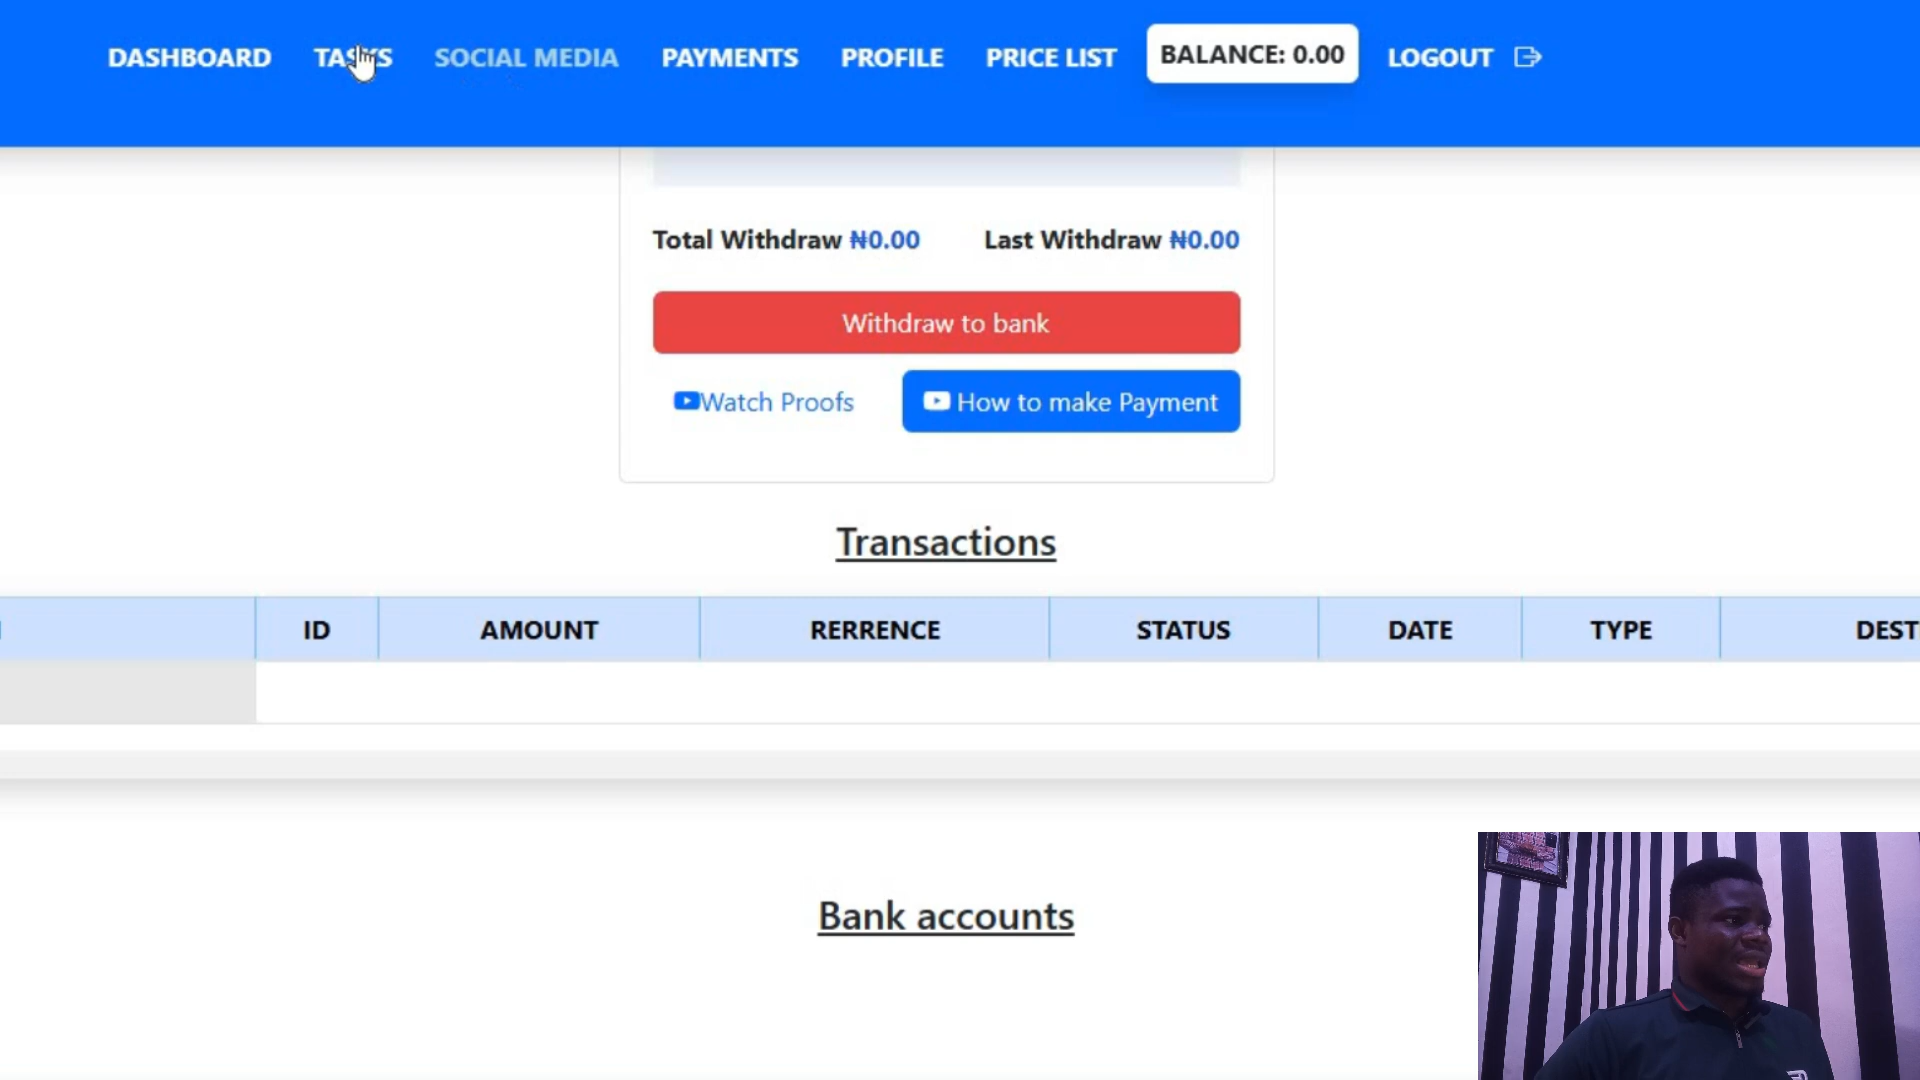 DASHBOARD TASKS SOCIAL MEDIA PAYMENTS PROFILE PRICE LIST BALANCE: 0.00 LOGOUT
Total Withdraw ₦0.00 Last Withdraw ₦0.00
Withdraw to bank
Watch Proofs How to make Payment
Transactions
ID AMOUNT RERRENCE STATUS DATE TYPE DEST
Bank accounts